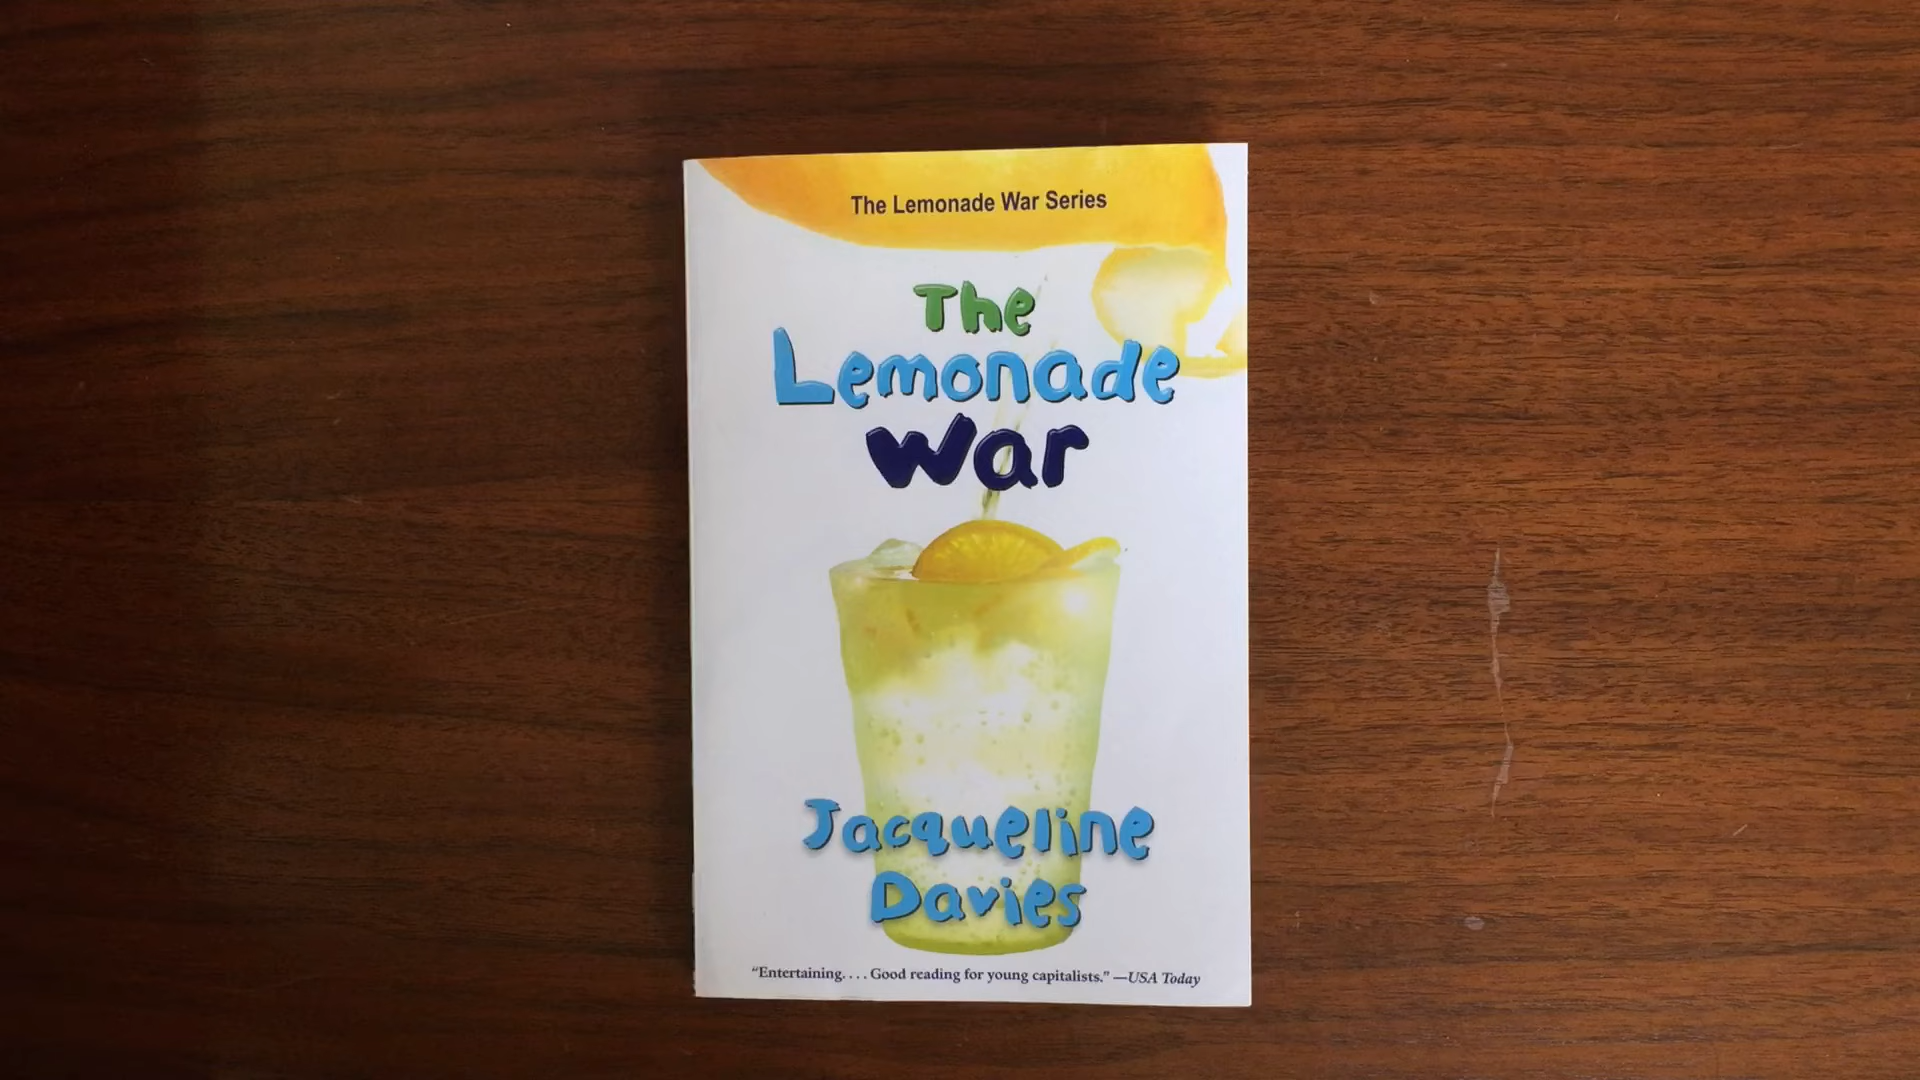 The Lemonade War Series
The
Lemonade
War
Jacqueline
Davies
“Entertaining. . . . Good reading for young capitalists.” —USA Today